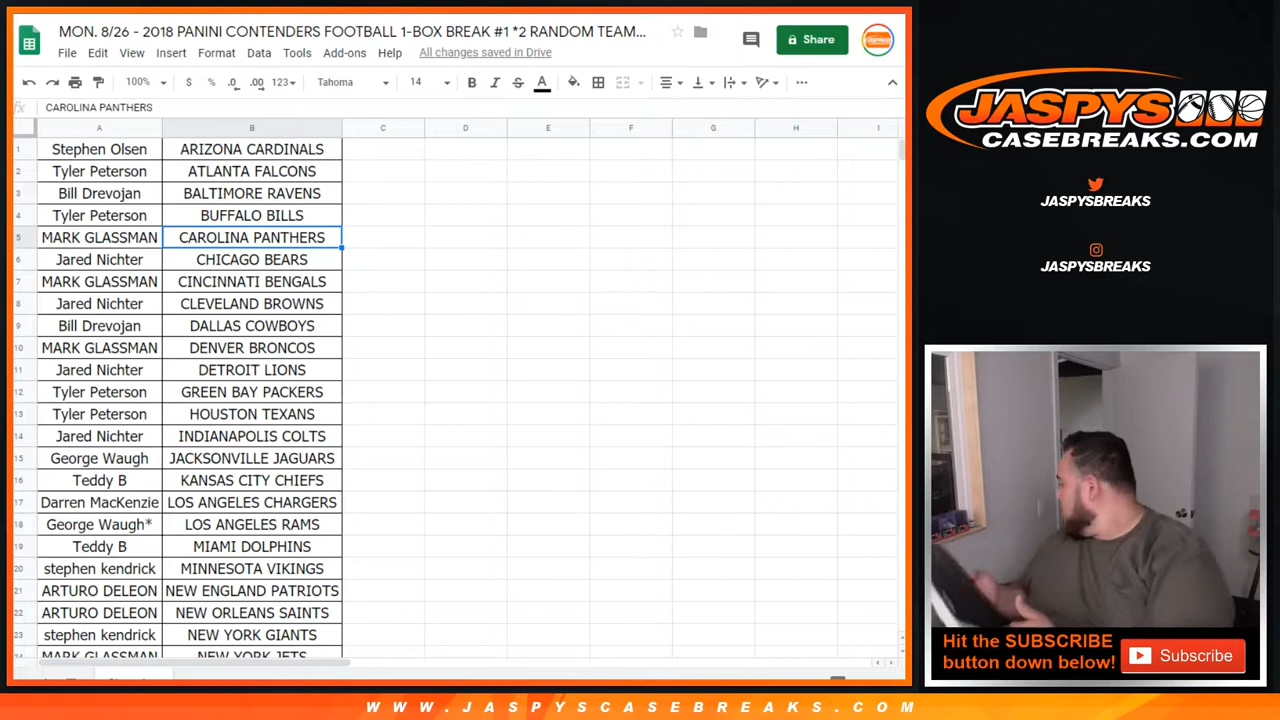 MON. 8/26 - 2018 PANINI CONTENDERS FOOTBALL 1-BOX BREAK #1 *2 RANDOM TEAM...
File Edit View Insert Format Data Tools Add-ons Help All changes saved in Drive
Share
100% $ % .0 .00 123 Tahoma 14 B I S A
fx CAROLINA PANTHERS
A B C D E F G H I
1 Stephen Olsen ARIZONA CARDINALS
2 Tyler Peterson ATLANTA FALCONS
3 Bill Drevojan BALTIMORE RAVENS
4 Tyler Peterson BUFFALO BILLS
5 MARK GLASSMAN CAROLINA PANTHERS
6 Jared Nichter CHICAGO BEARS
7 MARK GLASSMAN CINCINNATI BENGALS
8 Jared Nichter CLEVELAND BROWNS
9 Bill Drevojan DALLAS COWBOYS
10 MARK GLASSMAN DENVER BRONCOS
11 Jared Nichter DETROIT LIONS
12 Tyler Peterson GREEN BAY PACKERS
13 Tyler Peterson HOUSTON TEXANS
14 Jared Nichter INDIANAPOLIS COLTS
15 George Waugh JACKSONVILLE JAGUARS
16 Teddy B KANSAS CITY CHIEFS
17 Darren MacKenzie LOS ANGELES CHARGERS
18 George Waugh* LOS ANGELES RAMS
19 Teddy B MIAMI DOLPHINS
20 stephen kendrick MINNESOTA VIKINGS
21 ARTURO DELEON NEW ENGLAND PATRIOTS
22 ARTURO DELEON NEW ORLEANS SAINTS
23 stephen kendrick NEW YORK GIANTS
24 MARK GLASSMAN NEW YORK JETS
JASPYS
CASEBREAKS.COM
JASPYSBREAKS
JASPYSBREAKS
Hit the SUBSCRIBE
button down below!
Subscribe
WWW.JASPYSCASEBREAKS.COM